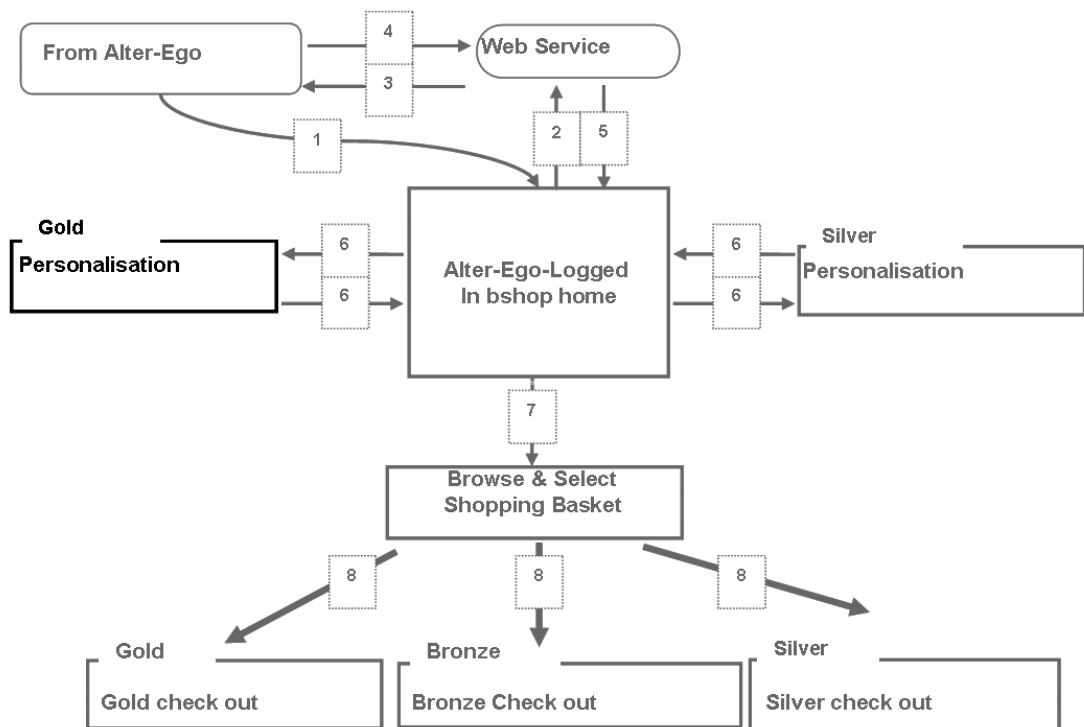 4
From Alter-Ego
Web Service
3
1
2
5
Gold
Personalisation
6
6
Alter-Ego-Logged
In bshop home
6
6
Silver
Personalisation
7
Browse & Select
Shopping Basket
8
8
8
Gold
Gold check out
Bronze
Bronze Check out
Silver
Silver check out